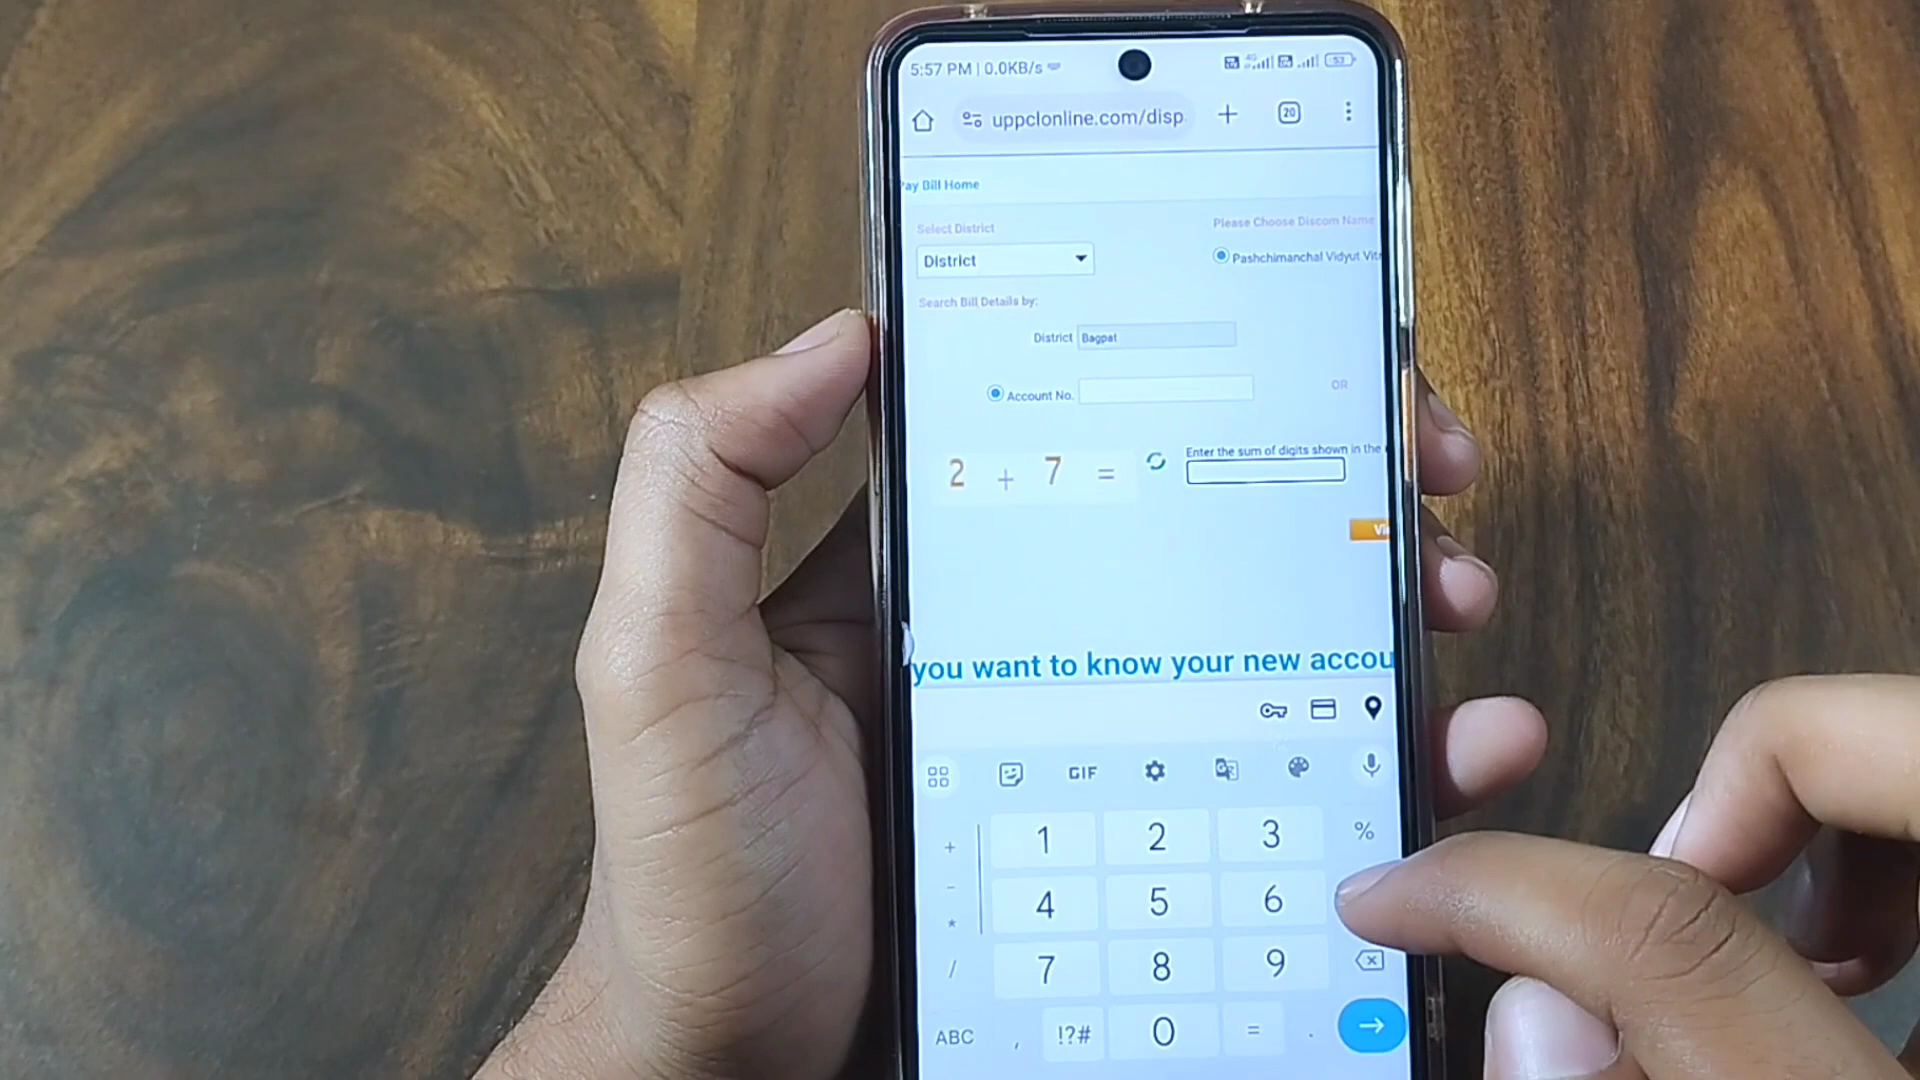 5:57 PM | 0.0KB/s
53
uppclonline.com/disp
20
Pay Bill Home
Select District
Please Choose Discom Name
District
Pashchimanchal Vidyut Vit
Search Bill Details by:
District
Bagpat
Account No.
OR
Enter the sum of digits shown in the
2 + 7 =
you want to know your new accou
GIF
+ 1 2 3 %
-
4 5 6
*
/ 7 8 9
ABC , !?# 0 = .